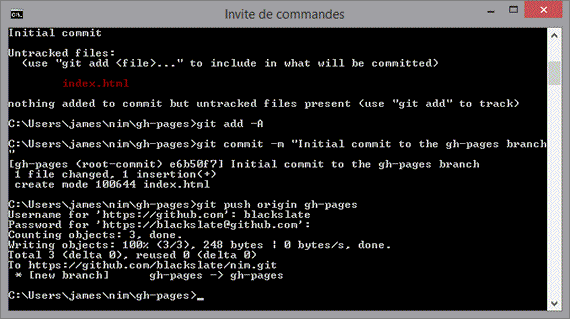 Invite de commandes
Initial commit
Untracked files:
(use "git add <file>..." to include in what will be committed)
index.html
nothing added to commit but untracked files present (use "git add" to track)
C:\Users\james\nim\gh-pages>git add -A
C:\Users\james\nim\gh-pages>git commit -m "Initial commit to the gh-pages branch
"
[gh-pages (root-commit) e6b50f7] Initial commit to the gh-pages branch
1 file changed, 1 insertion(+)
create mode 100644 index.html
C:\Users\james\nim\gh-pages>git push origin gh-pages
Username for 'https://github.com': blackslate
Password for 'https://blackslate@github.com':
Counting objects: 3, done.
Writing objects: 100% (3/3), 248 bytes | 0 bytes/s, done.
Total 3 (delta 0), reused 0 (delta 0)
To https://github.com/blackslate/nim.git
* [new branch]      gh-pages -> gh-pages
C:\Users\james\nim\gh-pages>_